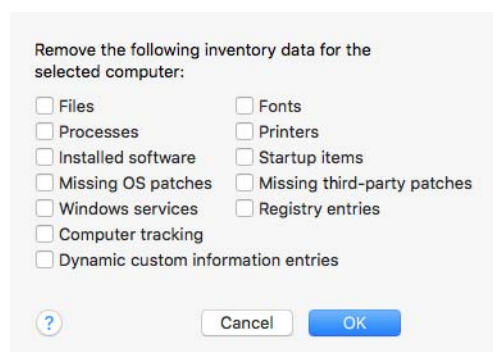 Remove the following inventory data for the
selected computer:
Files Fonts
Processes Printers
Installed software Startup items
Missing OS patches Missing third-party patches
Windows services Registry entries
Computer tracking
Dynamic custom information entries
? Cancel OK